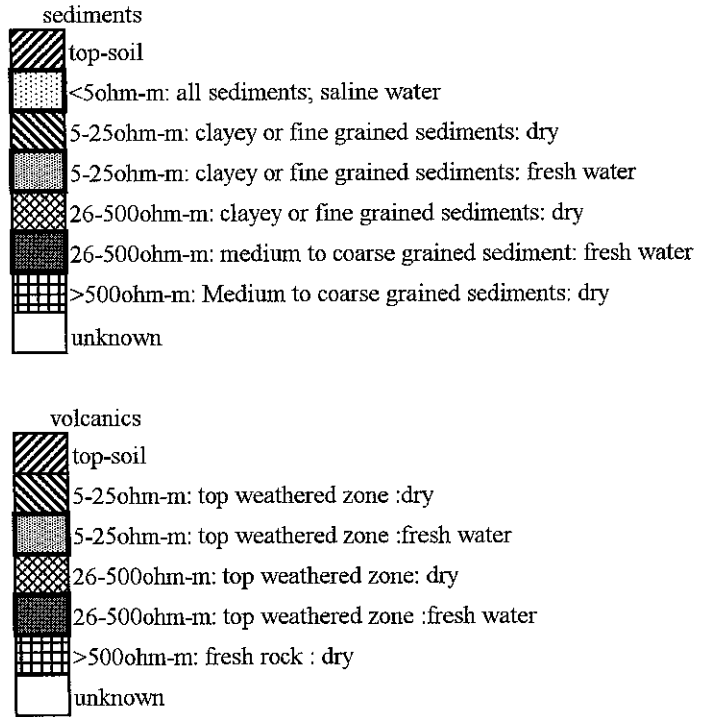 sediments
top-soil
<5ohm-m: all sediments; saline water
5-25ohm-m: clayey or fine grained sediments: dry
5-25ohm-m: clayey or fine grained sediments: fresh water
26-500ohm-m: clayey or fine grained sediments: dry
26-500ohm-m: medium to coarse grained sediment: fresh water
>500ohm-m: Medium to coarse grained sediments: dry
unknown
volcanics
top-soil
5-25ohm-m: top weathered zone :dry
5-25ohm-m: top weathered zone :fresh water
26-500ohm-m: top weathered zone: dry
26-500ohm-m: top weathered zone :fresh water
>500ohm-m: fresh rock : dry
unknown